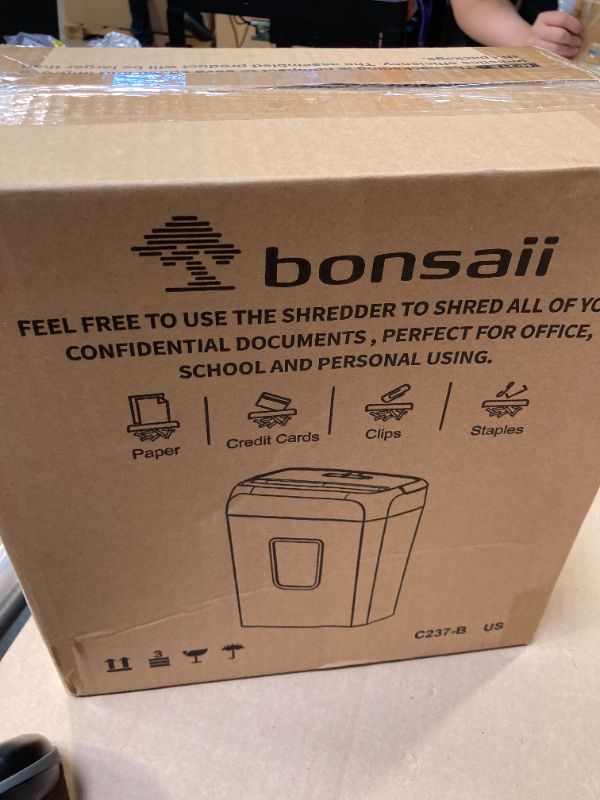 bonsaii
FEEL FREE TO USE THE SHREDDER TO SHRED ALL OF YO
CONFIDENTIAL DOCUMENTS , PERFECT FOR OFFICE,
SCHOOL AND PERSONAL USING.
Paper
Credit Cards
Clips
Staples
C237-B US
3